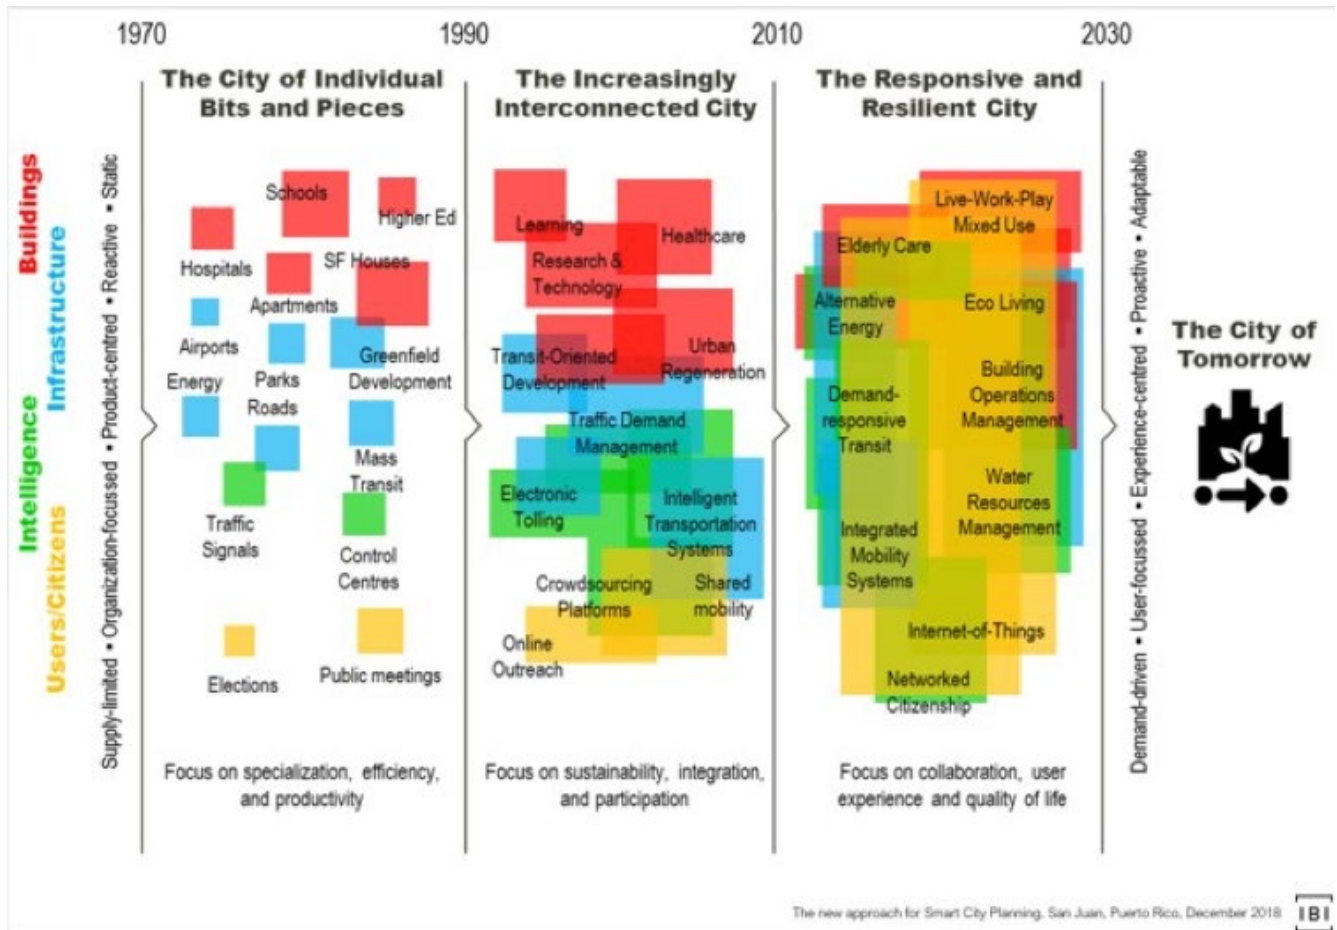 1970
1990
2010
2030
The City of Individual
Bits and Pieces
The Increasingly
Interconnected City
The Responsive and
Resilient City
Buildings
Infrastructure
Intelligence
Users/Citizens
Supply-limited • Organization-focussed • Product-centred • Reactive • Static
Schools
Higher Ed
Hospitals
SF Houses
Apartments
Airports
Greenfield
Development
Energy
Parks
Roads
Mass
Transit
Traffic
Signals
Control
Centres
Elections
Public meetings
Focus on specialization, efficiency,
and productivity
Learning
Healthcare
Research &
Technology
Transit-Oriented
Development
Urban
Regeneration
Traffic Demand
Management
Electronic
Tolling
Intelligent
Transportation
Systems
Crowdsourcing
Platforms
Shared
mobility
Online
Outreach
Focus on sustainability, integration,
and participation
Live-Work-Play
Mixed Use
Elderly Care
Alternative
Energy
Eco Living
Building
Operations
Management
Demand-
responsive
Transit
Water
Resources
Management
Integrated
Mobility
Systems
Internet-of-Things
Networked
Citizenship
Focus on collaboration, user
experience and quality of life
Demand-driven • User-focussed • Experience-centred • Proactive • Adaptable
The City of
Tomorrow
The new approach for Smart City Planning. San Juan, Puerto Rico, December 2018
IBI